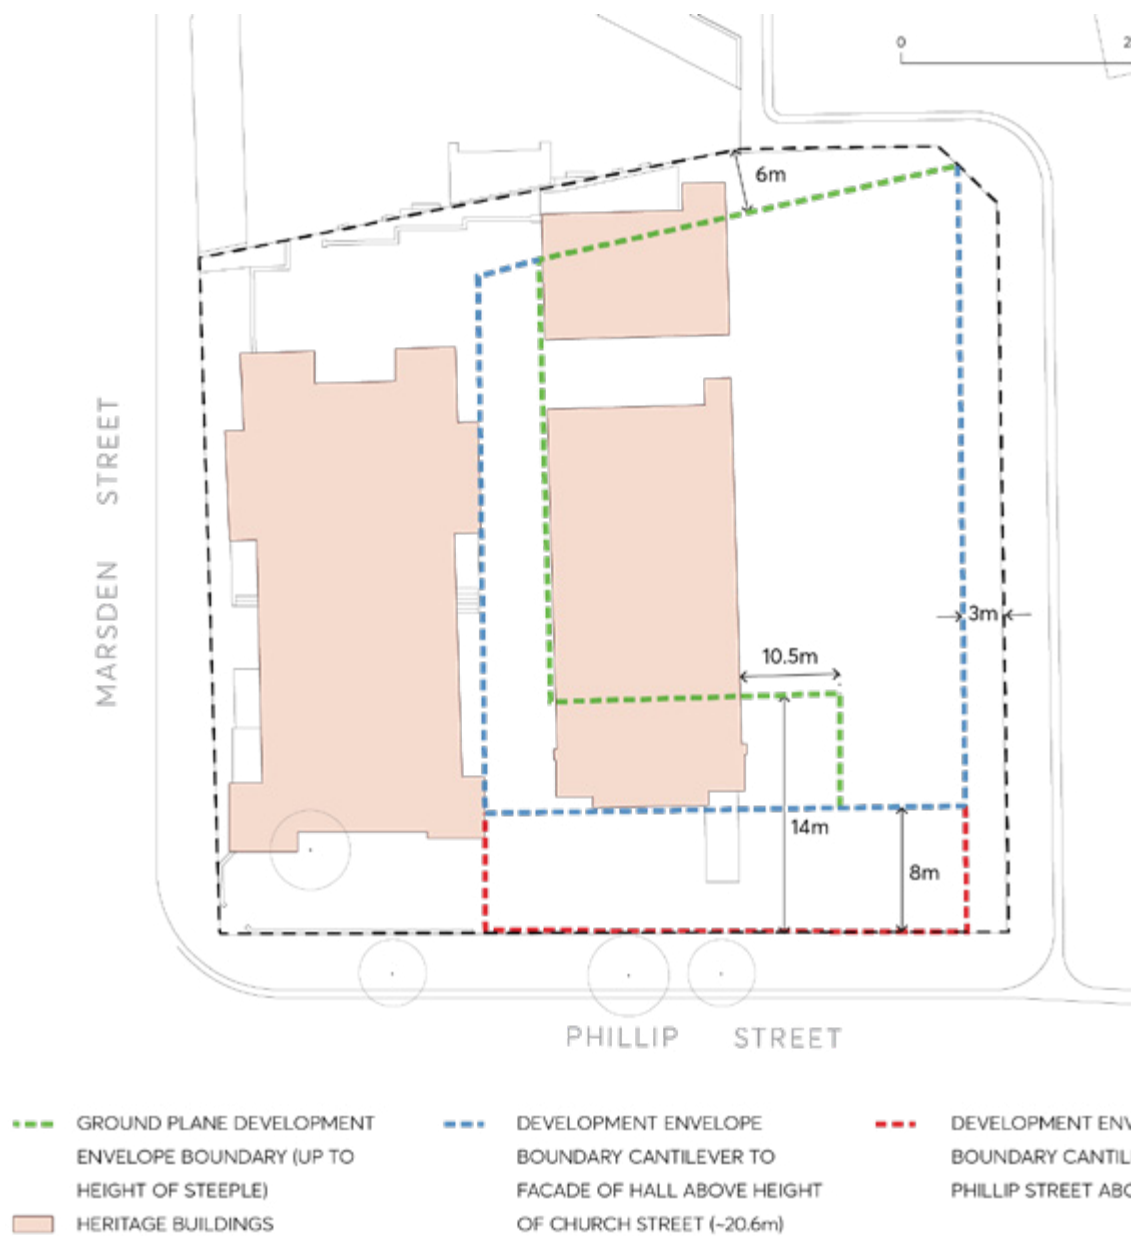 0
2
6m
MARSDEN STREET
3m
10.5m
14m
8m
PHILLIP STREET
GROUND PLANE DEVELOPMENT
ENVELOPE BOUNDARY (UP TO
HEIGHT OF STEEPLE)
HERITAGE BUILDINGS
DEVELOPMENT ENVELOPE
BOUNDARY CANTILEVER TO
FACADE OF HALL ABOVE HEIGHT
OF CHURCH STREET (~20.6m)
DEVELOPMENT ENV
BOUNDARY CANTIL
PHILLIP STREET ABO